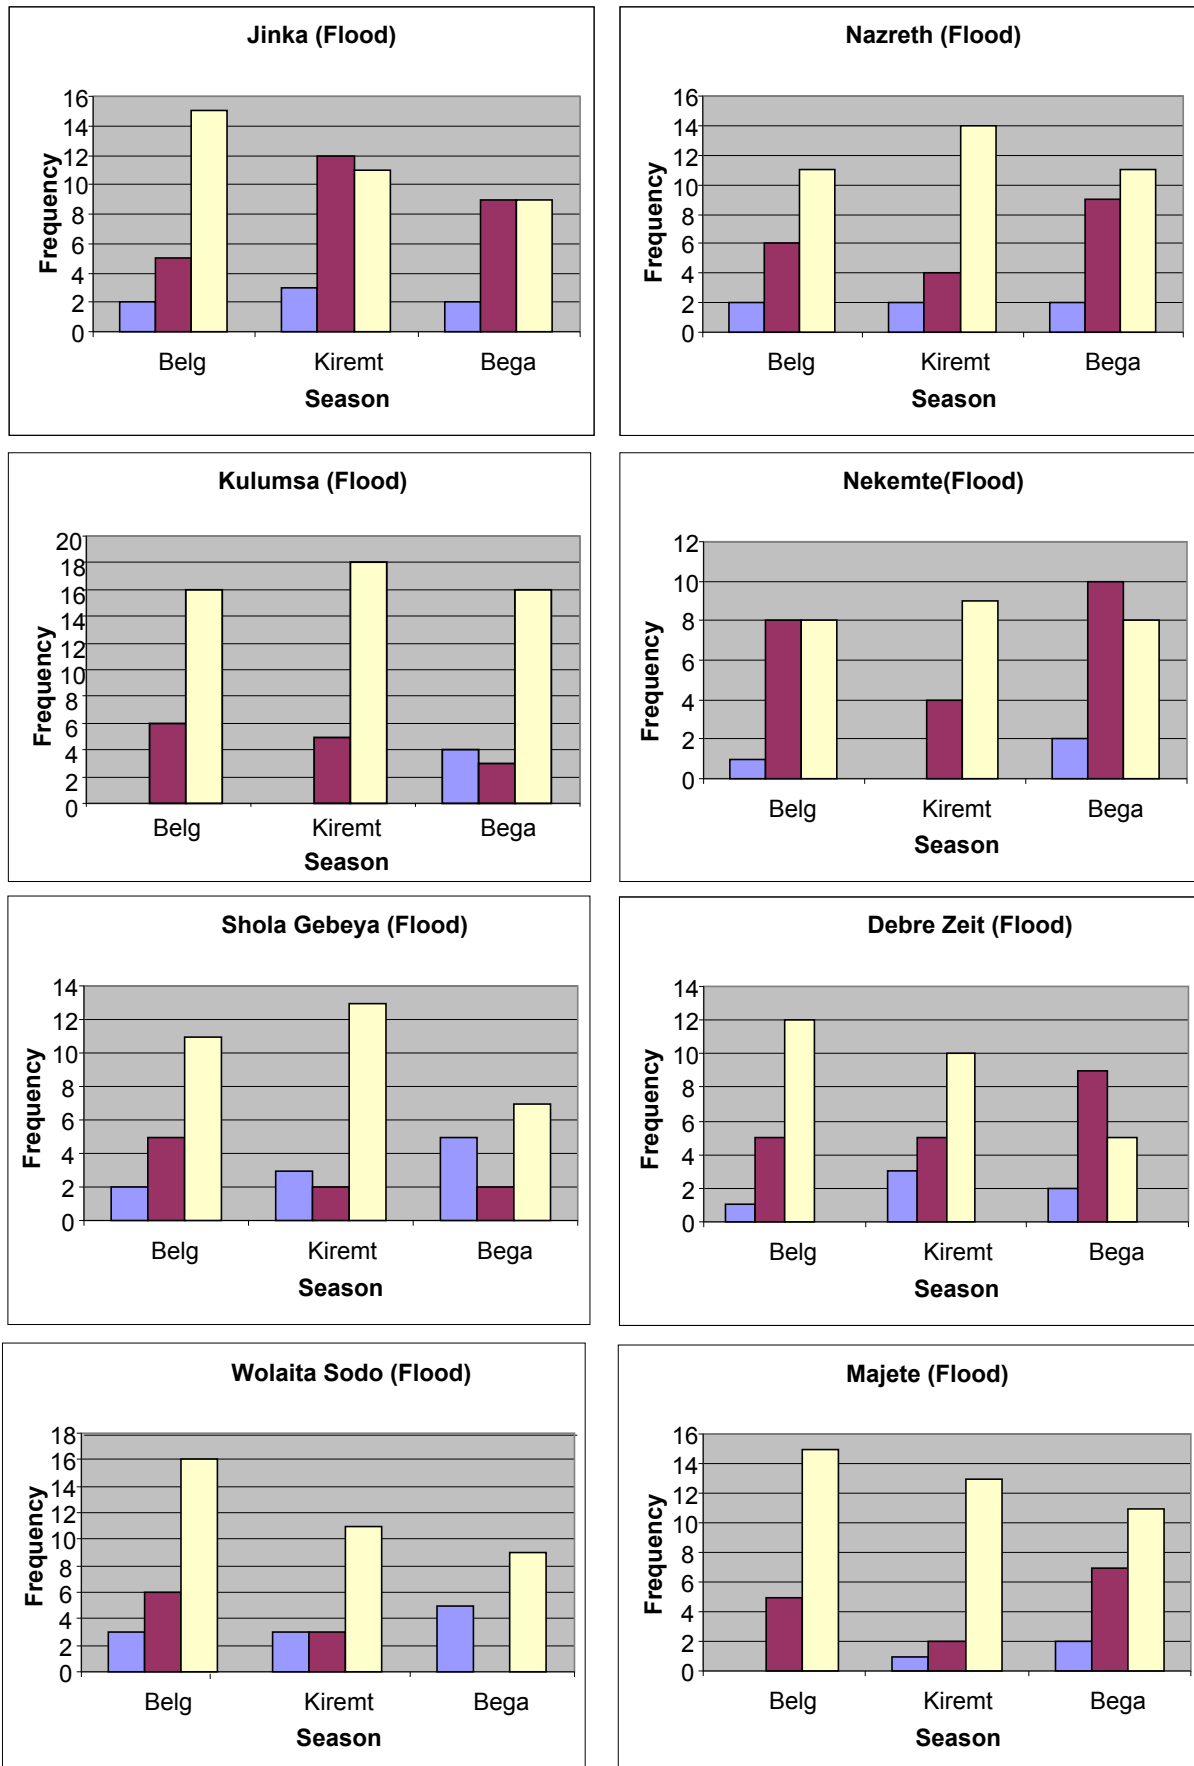 Jinka (Flood)
16
14
12
10
8
6
4
2
0
Frequency
Belg Kiremt Bega
Season
Nazreth (Flood)
16
14
12
10
8
6
4
2
0
Frequency
Belg Kiremt Bega
Season
Kulumsa (Flood)
20
18
16
14
12
10
8
6
4
2
0
Frequency
Belg Kiremt Bega
Season
Nekemte(Flood)
12
10
8
6
4
2
0
Frequency
Belg Kiremt Bega
Season
Shola Gebeya (Flood)
14
12
10
8
6
4
2
0
Frequency
Belg Kiremt Bega
Season
Debre Zeit (Flood)
14
12
10
8
6
4
2
0
Frequency
Belg Kiremt Bega
Season
Wolaita Sodo (Flood)
18
16
14
12
10
8
6
4
2
0
Frequency
Belg Kiremt Bega
Season
Majete (Flood)
16
14
12
10
8
6
4
2
0
Frequency
Belg Kiremt Bega
Season